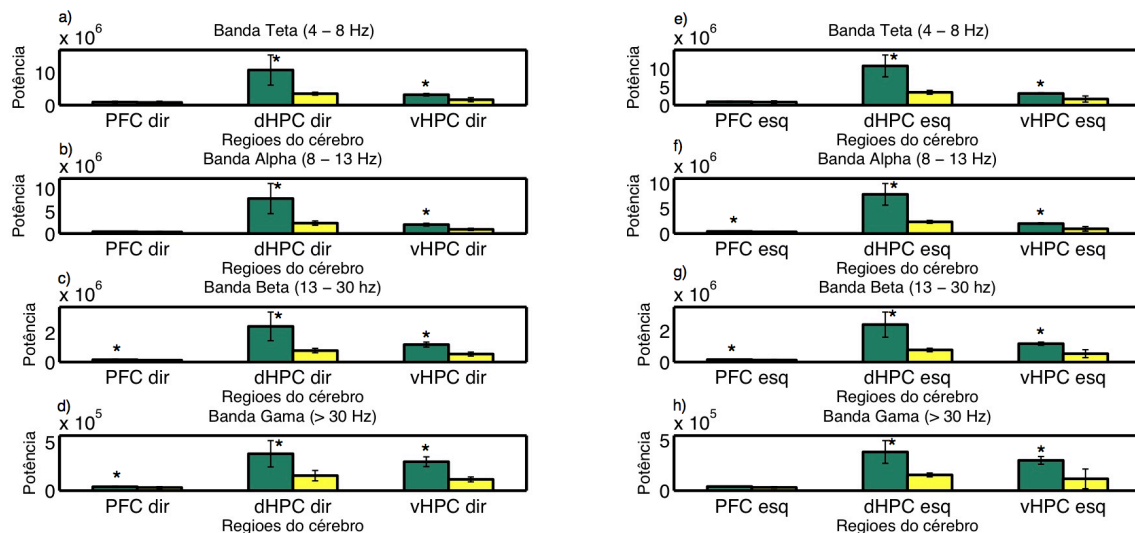 a)
x 10^6
Banda Teta (4 – 8 Hz)
Potência
10
5
0
PFC dir
dHPC dir
*
vHPC dir
*
Regioes do cérebro
b)
x 10^6
Banda Alpha (8 – 13 Hz)
Potência
10
5
0
PFC dir
dHPC dir
*
vHPC dir
*
Regioes do cérebro
c)
x 10^6
Banda Beta (13 – 30 hz)
Potência
2
0
*
PFC dir
*
dHPC dir
*
vHPC dir
Regioes do cérebro
d)
x 10^5
Banda Gama (> 30 Hz)
Potência
5
0
*
PFC dir
*
dHPC dir
*
vHPC dir
Regioes do cérebro
e)
x 10^6
Banda Teta (4 – 8 Hz)
Potência
10
5
0
PFC esq
*
dHPC esq
*
vHPC esq
Regioes do cérebro
f)
x 10^6
Banda Alpha (8 – 13 Hz)
Potência
10
5
0
*
PFC esq
*
dHPC esq
*
vHPC esq
Regioes do cérebro
g)
x 10^6
Banda Beta (13 – 30 hz)
Potência
2
0
*
PFC esq
*
dHPC esq
*
vHPC esq
Regioes do cérebro
h)
x 10^5
Banda Gama (> 30 Hz)
Potência
5
0
PFC esq
*
dHPC esq
*
vHPC esq
Regioes do cérebro